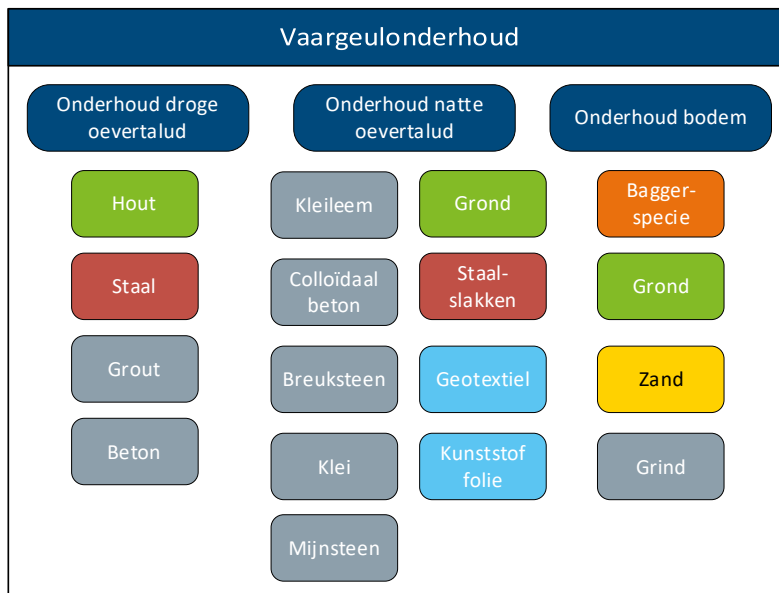 Vaargeulonderhoud
Onderhoud droge
oevertalud
Hout
Staal
Grout
Beton
Onderhoud natte
oevertalud
Kleileem
Colloïdaal
beton
Breuksteen
Klei
Mijnsteen
Grond
Staal-
slakken
Geotextiel
Kunststof
folie
Onderhoud bodem
Bagger-
specie
Grond
Zand
Grind